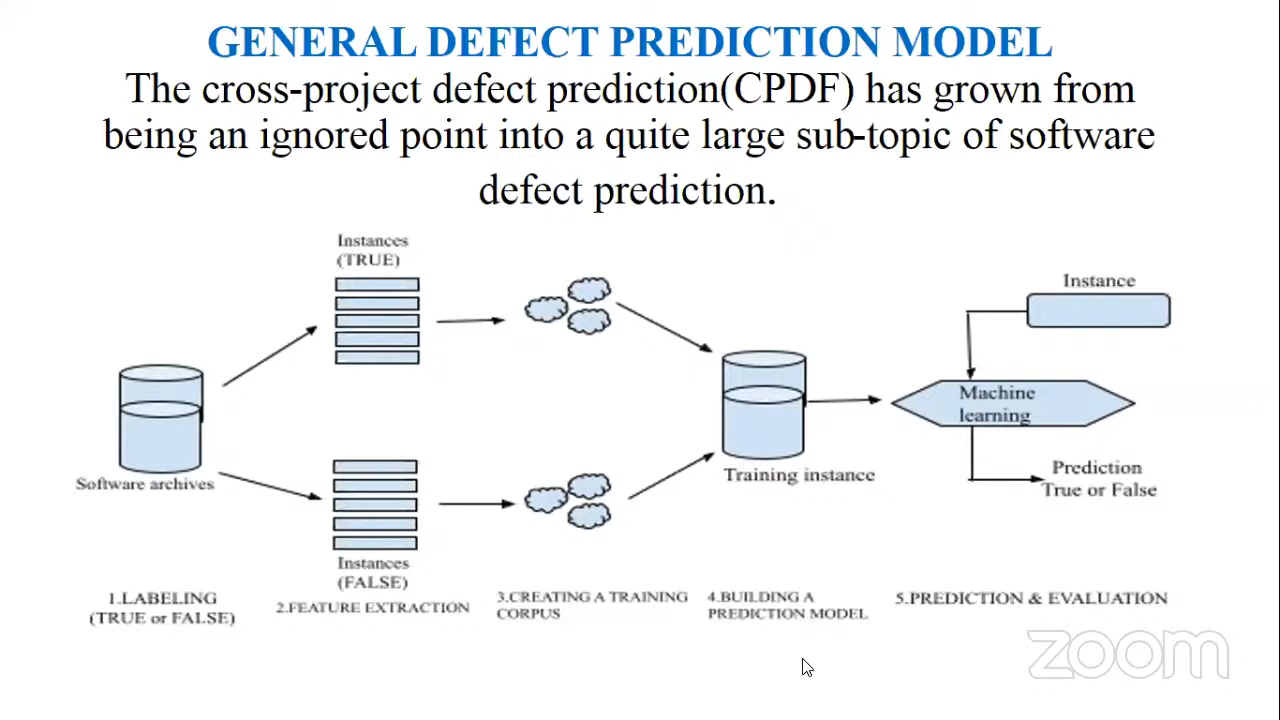 GENERAL DEFECT PREDICTION MODEL
The cross-project defect prediction(CPDF) has grown from
being an ignored point into a quite large sub-topic of software
defect prediction.
Instances
(TRUE)
Instance
Machine
learning
Software archives
Training instance
Prediction
True or False
Instances
(FALSE)
1.LABELING
(TRUE or FALSE)
2.FEATURE EXTRACTION
3.CREATING A TRAINING
CORPUS
4.BUILDING A
PREDICTION MODEL
5.PREDICTION & EVALUATION
zoom